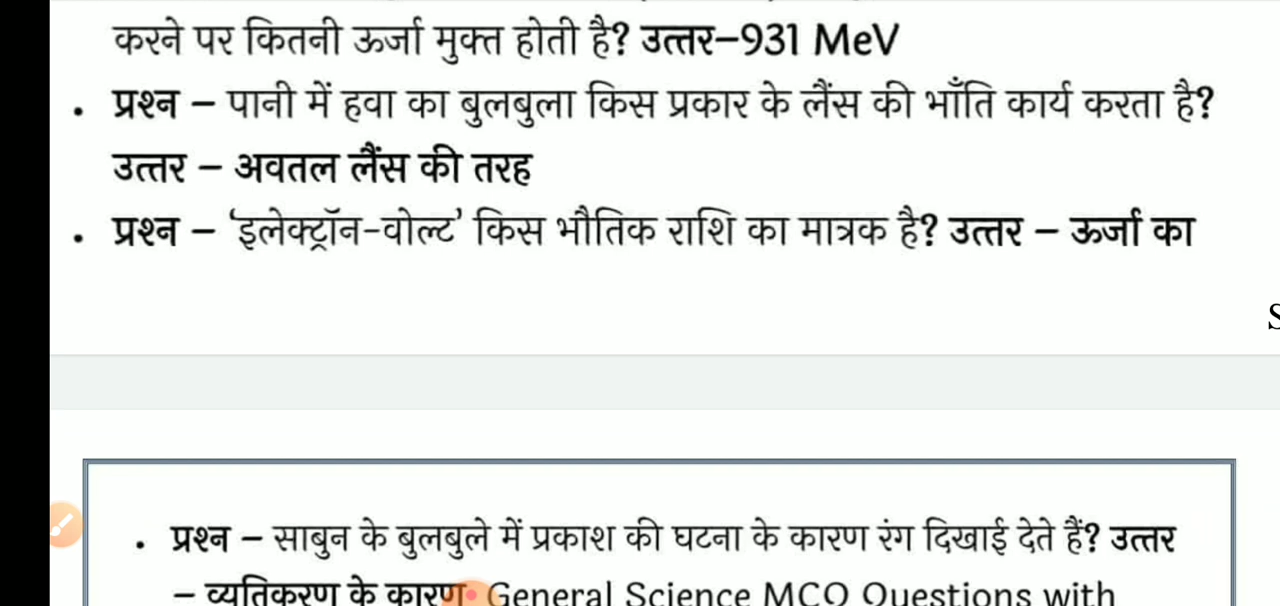 करने पर कितनी ऊर्जा मुक्त होती है? उत्तर–931 MeV
• प्रश्न – पानी में हवा का बुलबुला किस प्रकार के लैंस की भाँति कार्य करता है?
उत्तर – अवतल लैंस की तरह
• प्रश्न – ‘इलेक्ट्रॉन-वोल्ट’ किस भौतिक राशि का मात्रक है? उत्तर – ऊर्जा का
S
• प्रश्न – साबुन के बुलबुले में प्रकाश की घटना के कारण रंग दिखाई देते हैं? उत्तर
– व्यतिकरण के कारण General Science MCQ Questions with